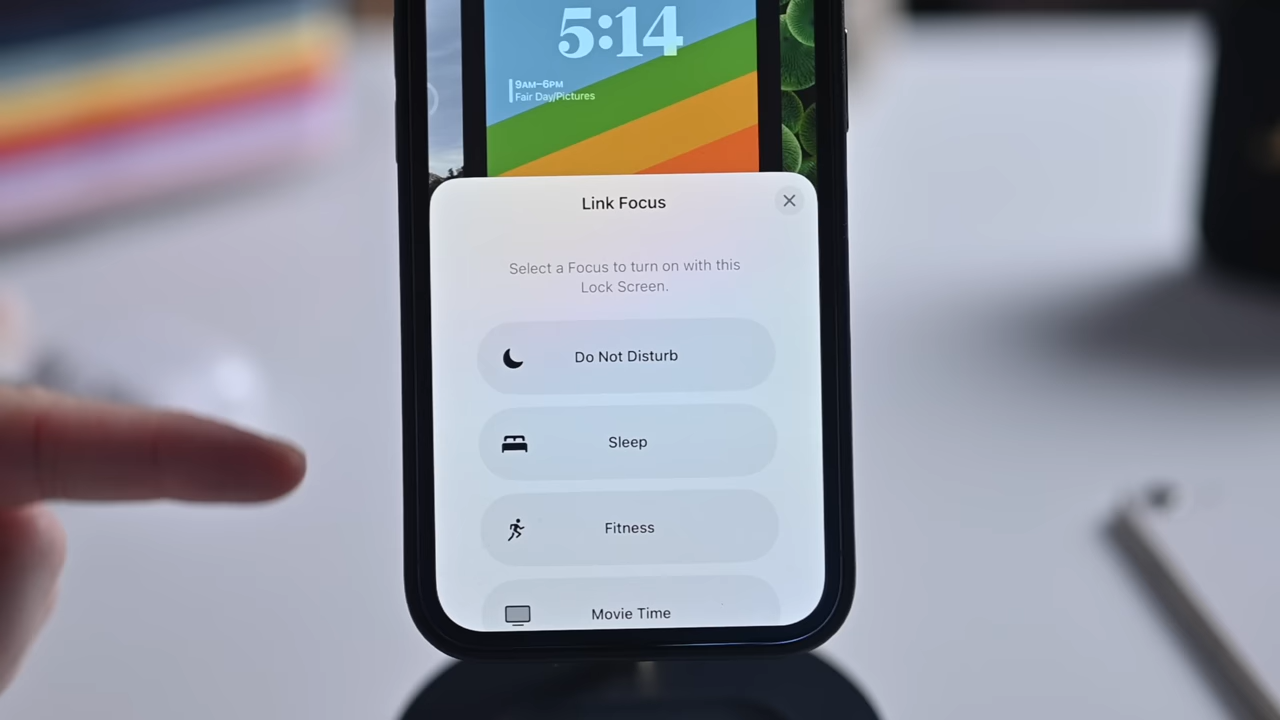 5:14
9AM–6PM
Fair Day/Pictures
Link Focus
Select a Focus to turn on with this
Lock Screen.
Do Not Disturb
Sleep
Fitness
Movie Time